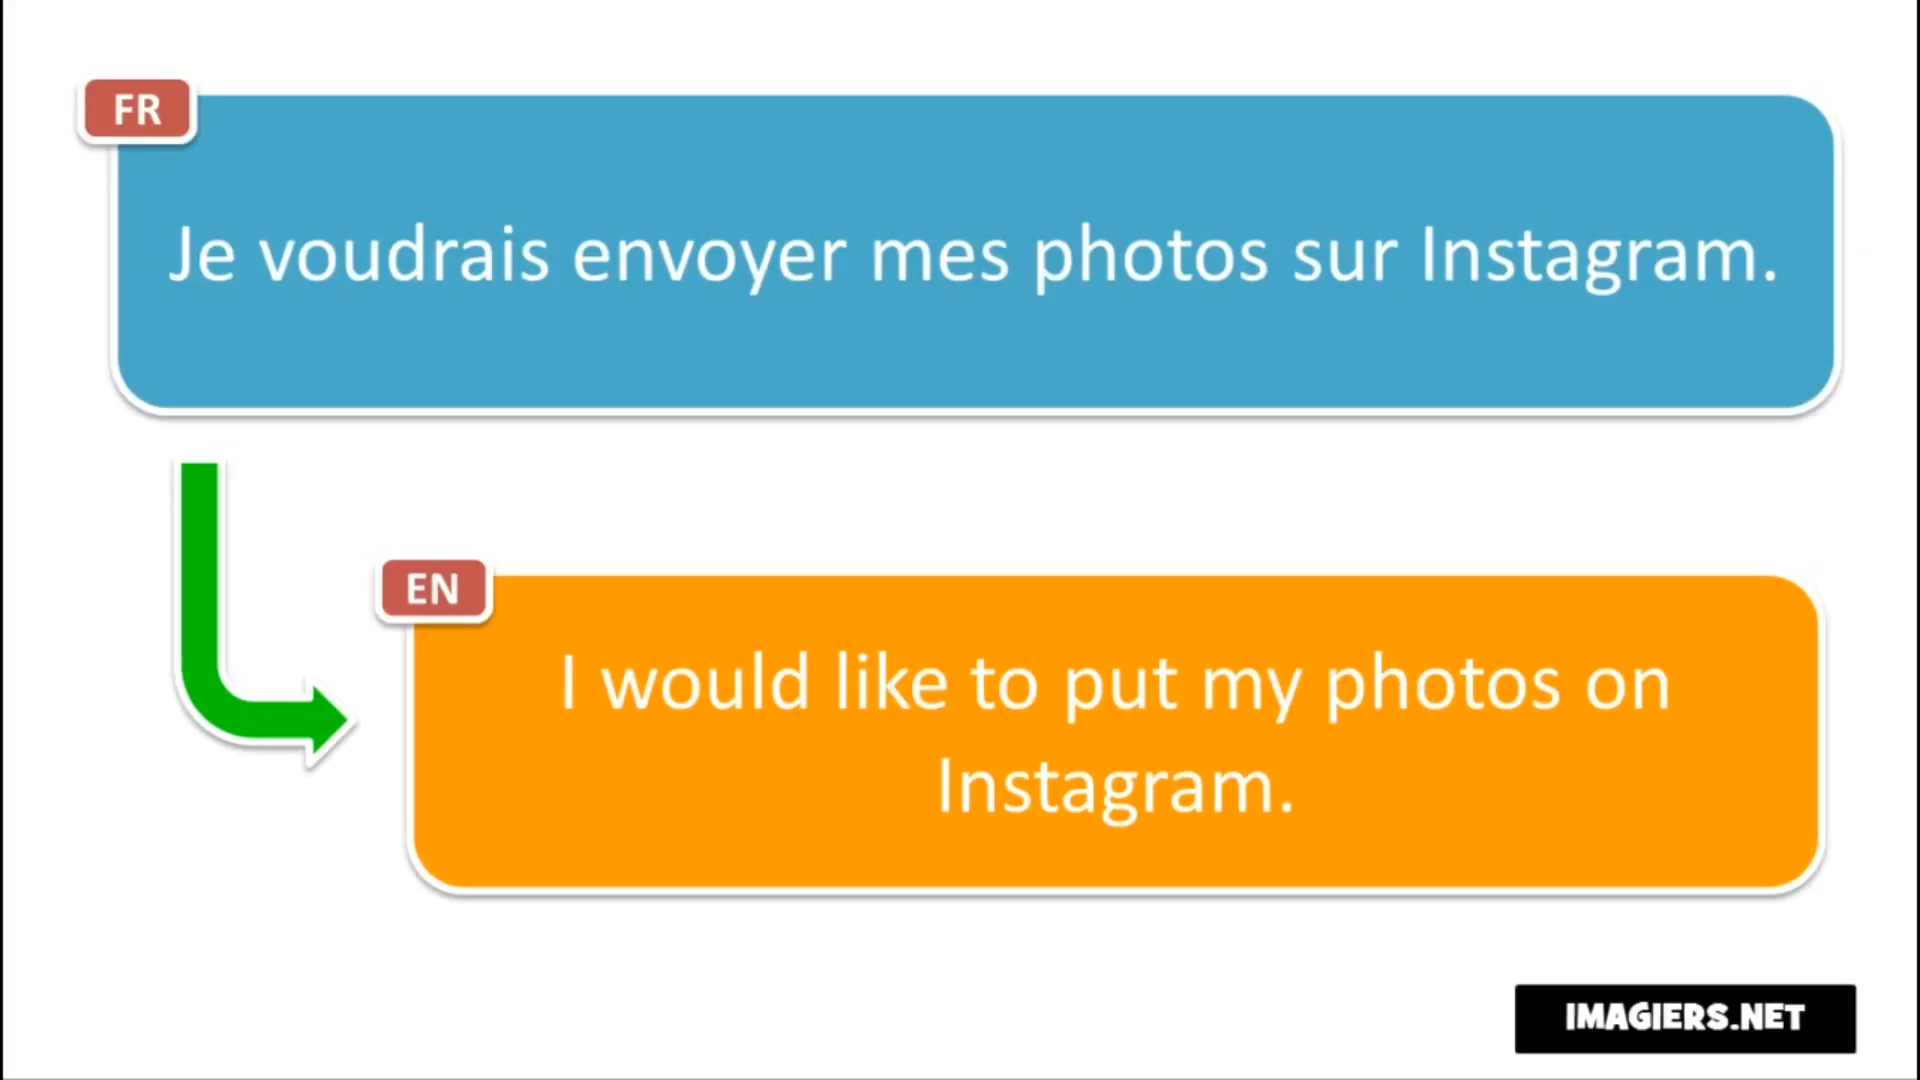 FR
Je voudrais envoyer mes photos sur Instagram.
EN
I would like to put my photos on
Instagram.
IMAGIERS.NET